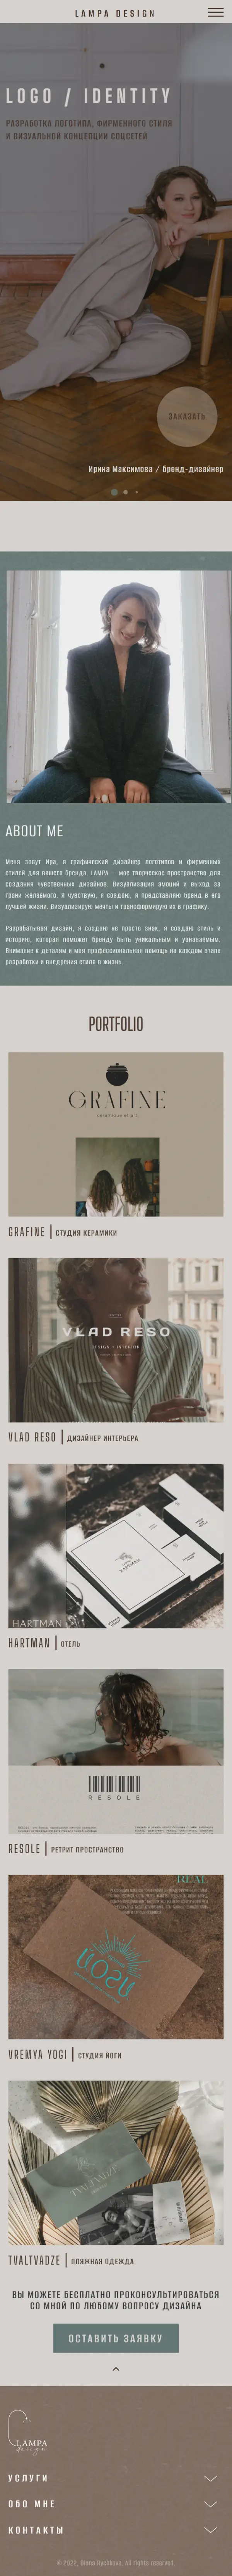 LAMPA DESIGN
LOGO / IDENTITY
РАЗРАБОТКА ЛОГОТИПА, ФИРМЕННОГО СТИЛЯ
И ВИЗУАЛЬНОЙ КОНЦЕПЦИИ СОЦСЕТЕЙ
ЗАКАЗАТЬ
Ирина Максимова / бренд-дизайнер
ABOUT ME
Меня зовут Ира, я графический дизайнер логотипов и фирменных
стилей для вашего бренда. LAMPA — мое творческое пространство для
создания чувственных дизайнов. Визуализация эмоций и выход за
грани желаемого. Я чувствую, я создаю, я представляю бренд в его
лучшей жизни. Визуализирую мечты и трансформирую их в графику.
Разрабатывая дизайн, я создаю не просто знак, я создаю стиль и
историю, которая поможет бренду быть уникальным и узнаваемым.
Внимание к деталям и моя профессиональная помощь на каждом этапе
разработки и внедрения стиля в жизнь.
PORTFOLIO
GRAFINE
GRAFINE | СТУДИЯ КЕРАМИКИ
VLAD RESO
DESIGN + INTERIOR
VLAD RESO | ДИЗАЙНЕР ИНТЕРЬЕРА
HARTMAN
HARTMAN
HARTMAN | ОТЕЛЬ
RESOLE
RESOLE | РЕТРИТ ПРОСТРАНСТВО
REAL
VREMYA YOGI | СТУДИЯ ЙОГИ
TVALTVADZE
TVALTVADZE | ПЛЯЖНАЯ ОДЕЖДА
ВЫ МОЖЕТЕ БЕСПЛАТНО ПРОКОНСУЛЬТИРОВАТЬСЯ
СО МНОЙ ПО ЛЮБОМУ ВОПРОСУ ДИЗАЙНА
ОСТАВИТЬ ЗАЯВКУ
LAMPA
design
УСЛУГИ
ОБО МНЕ
КОНТАКТЫ
© 2022, All rights reserved.